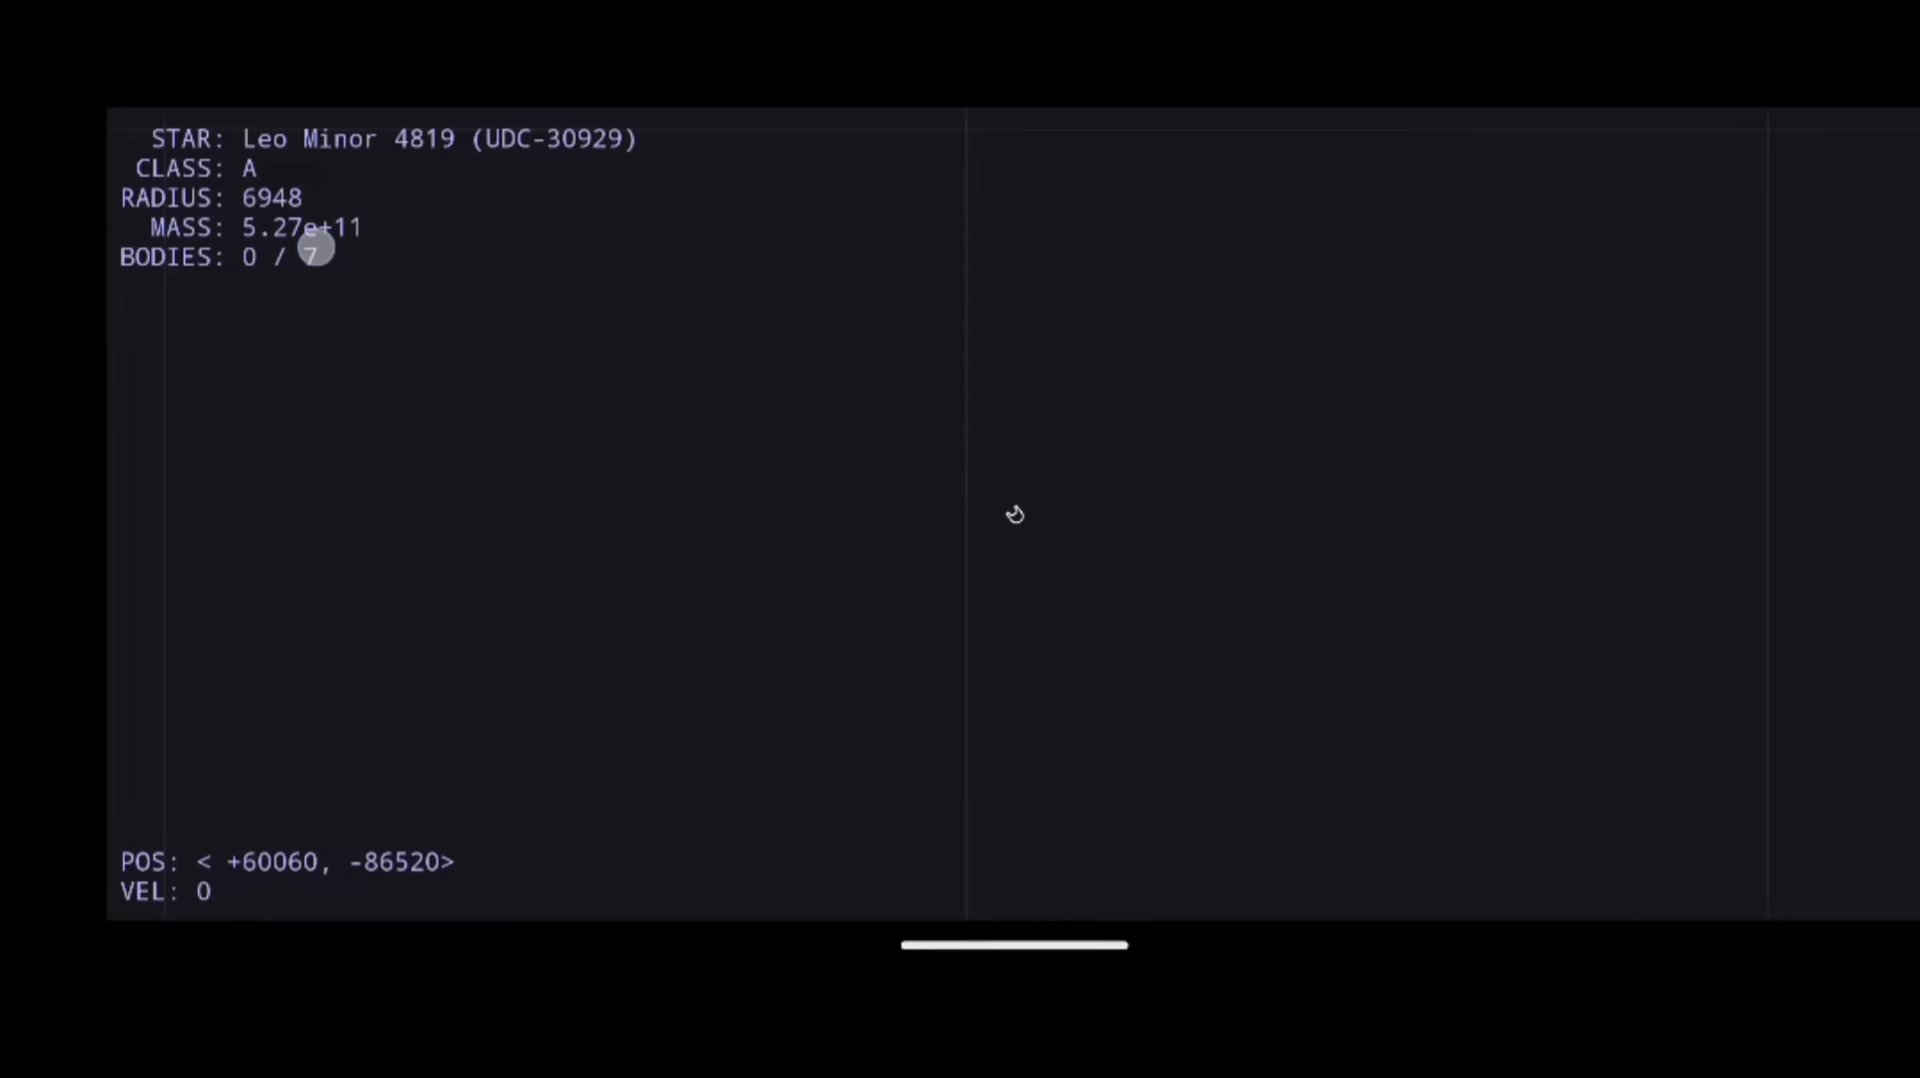 STAR: Leo Minor 4819 (UDC-30929)
CLASS: A
RADIUS: 6948
MASS: 5.27e+11
BODIES: 0 / 7
POS: < +60060, -86520>
VEL: 0